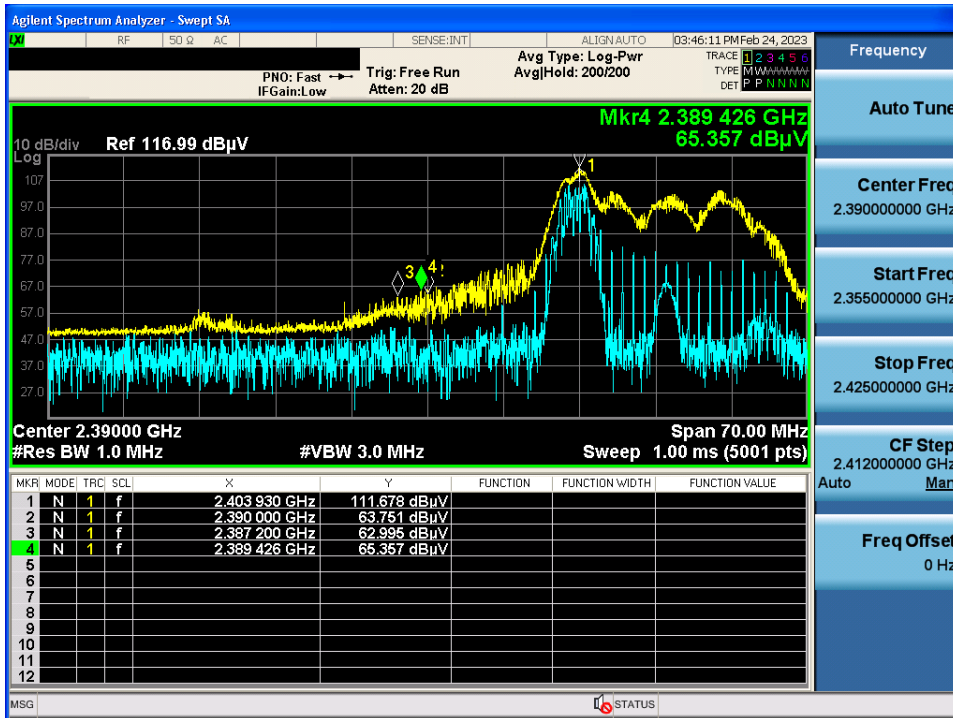 Agilent Spectrum Analyzer - Swept SA
LXI RF 50 Ω AC SENSE:INT ALIGN AUTO 03:46:11 PM Feb 24, 2023
Frequency
PNO: Fast
IFGain:Low
Trig: Free Run
Atten: 20 dB
Avg Type: Log-Pwr
Avg|Hold: 200/200
TRACE 1 2 3 4 5 6
TYPE M W W W W W
DET P P N N N N
Auto Tune
Mkr4 2.389 426 GHz
65.357 dBµV
10 dB/div Ref 116.99 dBµV
Log
107
97.0
87.0
77.0
67.0
57.0
47.0
37.0
27.0
1
3
4
Center Freq
2.390000000 GHz
Start Freq
2.355000000 GHz
Stop Freq
2.425000000 GHz
Center 2.39000 GHz Span 70.00 MHz
#Res BW 1.0 MHz #VBW 3.0 MHz Sweep 1.00 ms (5001 pts)
CF Step
2.412000000 GHz
Auto Man
Freq Offset
0 Hz
MKR MODE TRC SCL X Y FUNCTION FUNCTION WIDTH FUNCTION VALUE
1 N 1 f 2.403 930 GHz 111.678 dBµV
2 N 1 f 2.390 000 GHz 63.751 dBµV
3 N 1 f 2.387 200 GHz 62.995 dBµV
4 N 1 f 2.389 426 GHz 65.357 dBµV
5
6
7
8
9
10
11
12
MSG STATUS